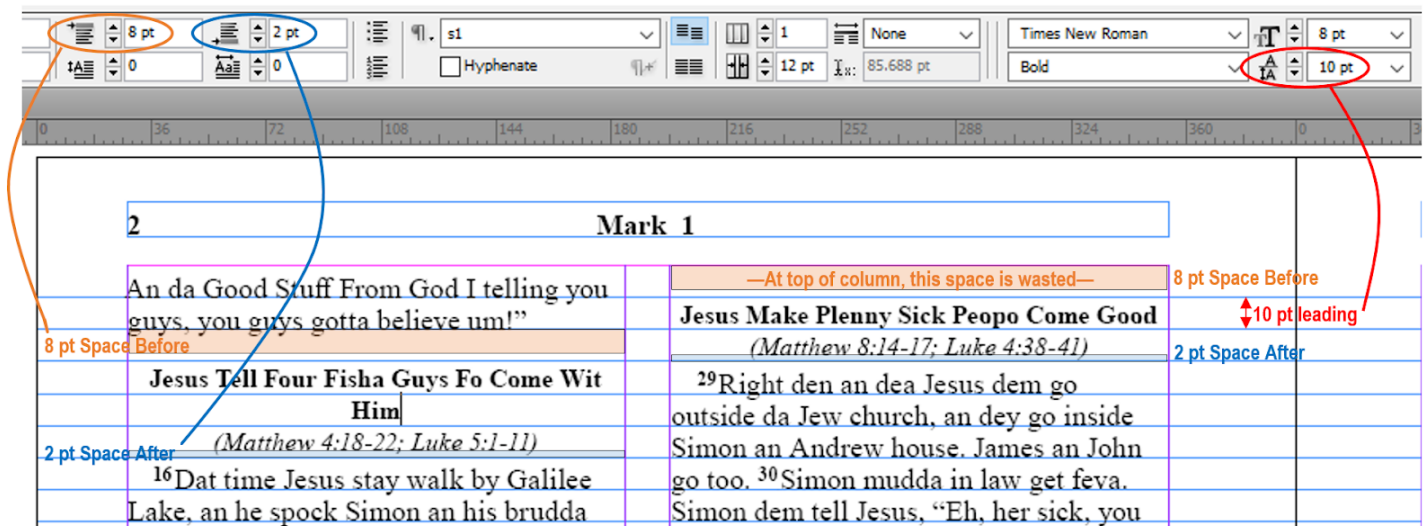 8 pt 2 pt s1 1 None Times New Roman 8 pt
0 0 Hyphenate 12 pt 85.688 pt Bold 10 pt
0 36 72 108 144 180 216 252 288 324 360 0 3
2 Mark 1
An da Good Stuff From God I telling you
guys, you guys gotta believe um!”
8 pt Space Before
Jesus Tell Four Fisha Guys Fo Come Wit
Him
(Matthew 4:18-22; Luke 5:1-11)
2 pt Space After
16Dat time Jesus stay walk by Galilee
Lake, an he spock Simon an his brudda
—At top of column, this space is wasted—
8 pt Space Before
Jesus Make Plenny Sick Peopo Come Good
10 pt leading
(Matthew 8:14-17; Luke 4:38-41)
2 pt Space After
29Right den an dea Jesus dem go
outside da Jew church, an dey go inside
Simon an Andrew house. James an John
go too. 30Simon mudda in law get feva.
Simon dem tell Jesus, “Eh, her sick, you